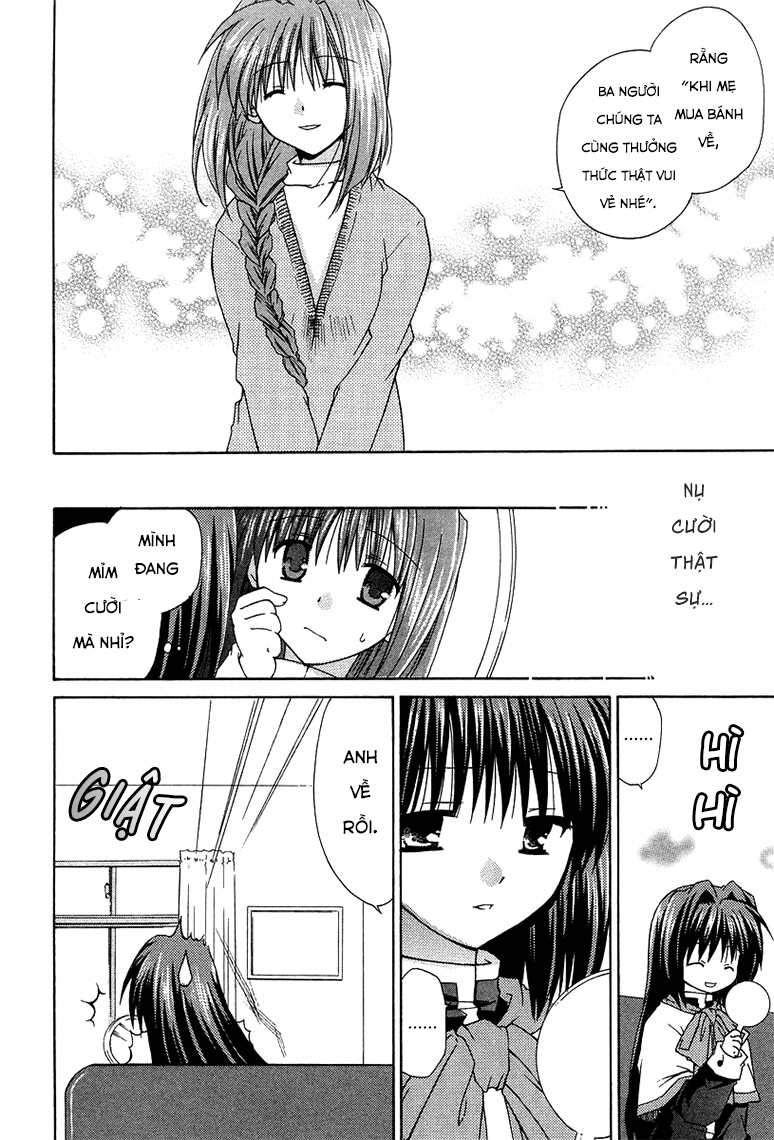 RẰNG
"KHI MẸ
MUA BÁNH
VỀ,
BA NGƯỜI
CHÚNG TA
CÙNG THƯỞNG
THỨC THẬT VUI
VẺ NHÉ".
NỤ
CƯỜI
THẬT
SỰ...
MÌNH
ĐANG
MỈM
CƯỜI
MÀ NHỈ?
......
HÌ
HÌ
......
ANH
VỀ
RỒI.
GIẬT